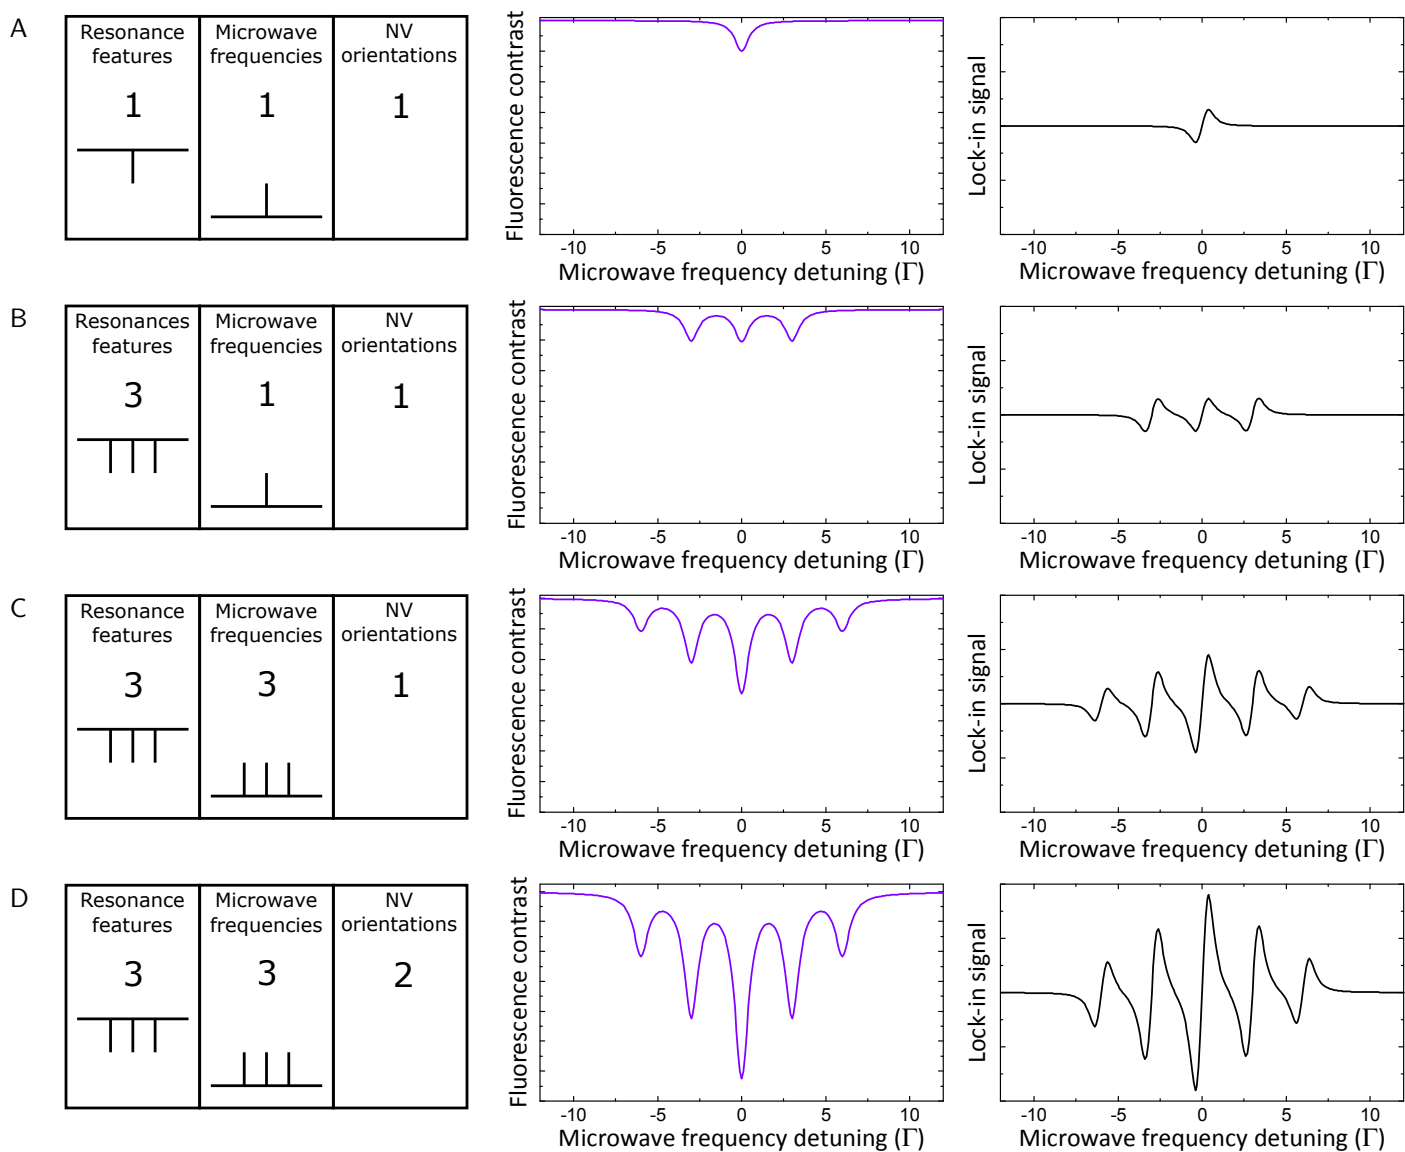 A
Resonance
features
1
Microwave
frequencies
1
NV
orientations
1
Fluorescence contrast
-10 -5 0 5 10
Microwave frequency detuning (Γ)
Lock-in signal
-10 -5 0 5 10
Microwave frequency detuning (Γ)
B
Resonances
features
3
Microwave
frequencies
1
NV
orientations
1
Fluorescence contrast
-10 -5 0 5 10
Microwave frequency detuning (Γ)
Lock-in signal
-10 -5 0 5 10
Microwave frequency detuning (Γ)
C
Resonance
features
3
Microwave
frequencies
3
NV
orientations
1
Fluorescence contrast
-10 -5 0 5 10
Microwave frequency detuning (Γ)
Lock-in signal
-10 -5 0 5 10
Microwave frequency detuning (Γ)
D
Resonance
features
3
Microwave
frequencies
3
NV
orientations
2
Fluorescence contrast
-10 -5 0 5 10
Microwave frequency detuning (Γ)
Lock-in signal
-10 -5 0 5 10
Microwave frequency detuning (Γ)